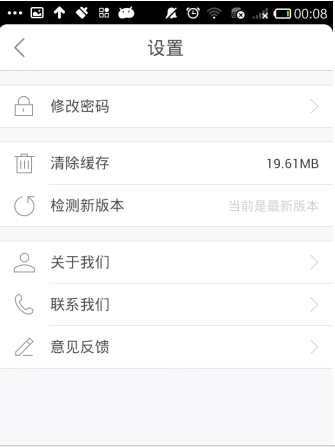 00:08
设置
修改密码
清除缓存 19.61MB
检测新版本 当前是最新版本
关于我们
联系我们
意见反馈